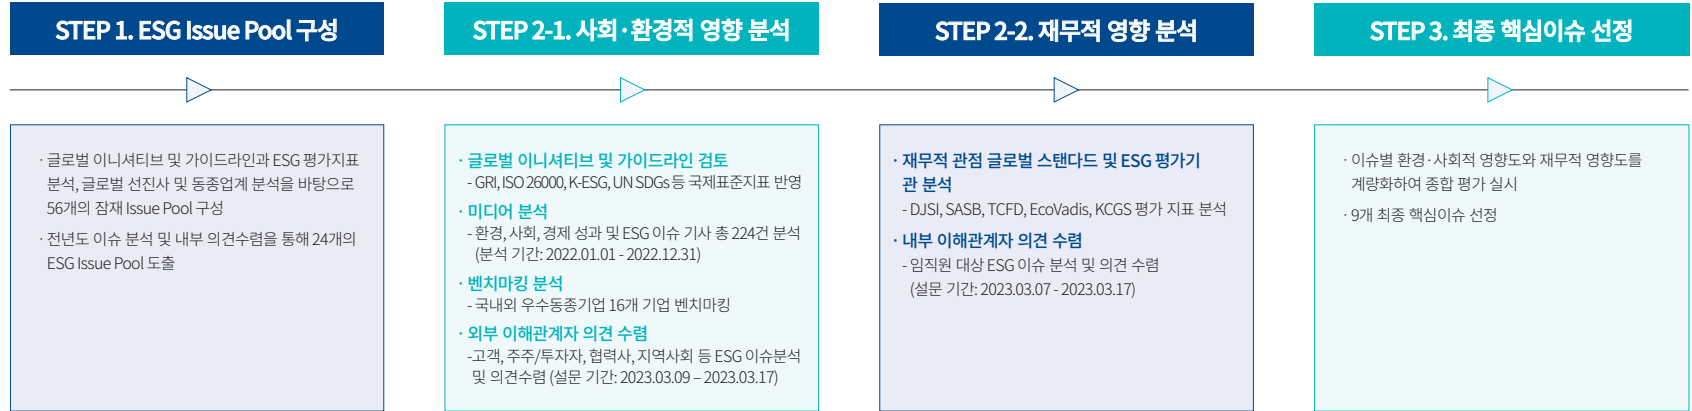 STEP 1. ESG Issue Pool 구성
· 글로벌 이니셔티브 및 가이드라인과 ESG 평가지표
분석, 글로벌 선진사 및 동종업계 분석을 바탕으로
56개의 잠재 Issue Pool 구성
· 전년도 이슈 분석 및 내부 의견수렴을 통해 24개의
ESG Issue Pool 도출
STEP 2-1. 사회·환경적 영향 분석
· 글로벌 이니셔티브 및 가이드라인 검토
- GRI, ISO 26000, K-ESG, UN SDGs 등 국제표준지표 반영
· 미디어 분석
- 환경, 사회, 경제 성과 및 ESG 이슈 기사 총 224건 분석
(분석 기간: 2022.01.01 - 2022.12.31)
· 벤치마킹 분석
- 국내외 우수동종기업 16개 기업 벤치마킹
· 외부 이해관계자 의견 수렴
-고객, 주주/투자자, 협력사, 지역사회 등 ESG 이슈분석
및 의견수렴 (설문 기간: 2023.03.09 – 2023.03.17)
STEP 2-2. 재무적 영향 분석
· 재무적 관점 글로벌 스탠다드 및 ESG 평가기
관 분석
- DJSI, SASB, TCFD, EcoVadis, KCGS 평가 지표 분석
· 내부 이해관계자 의견 수렴
- 임직원 대상 ESG 이슈 분석 및 의견 수렴
(설문 기간: 2023.03.07 - 2023.03.17)
STEP 3. 최종 핵심이슈 선정
· 이슈별 환경·사회적 영향도와 재무적 영향도를
계량화하여 종합 평가 실시
· 9개 최종 핵심이슈 선정